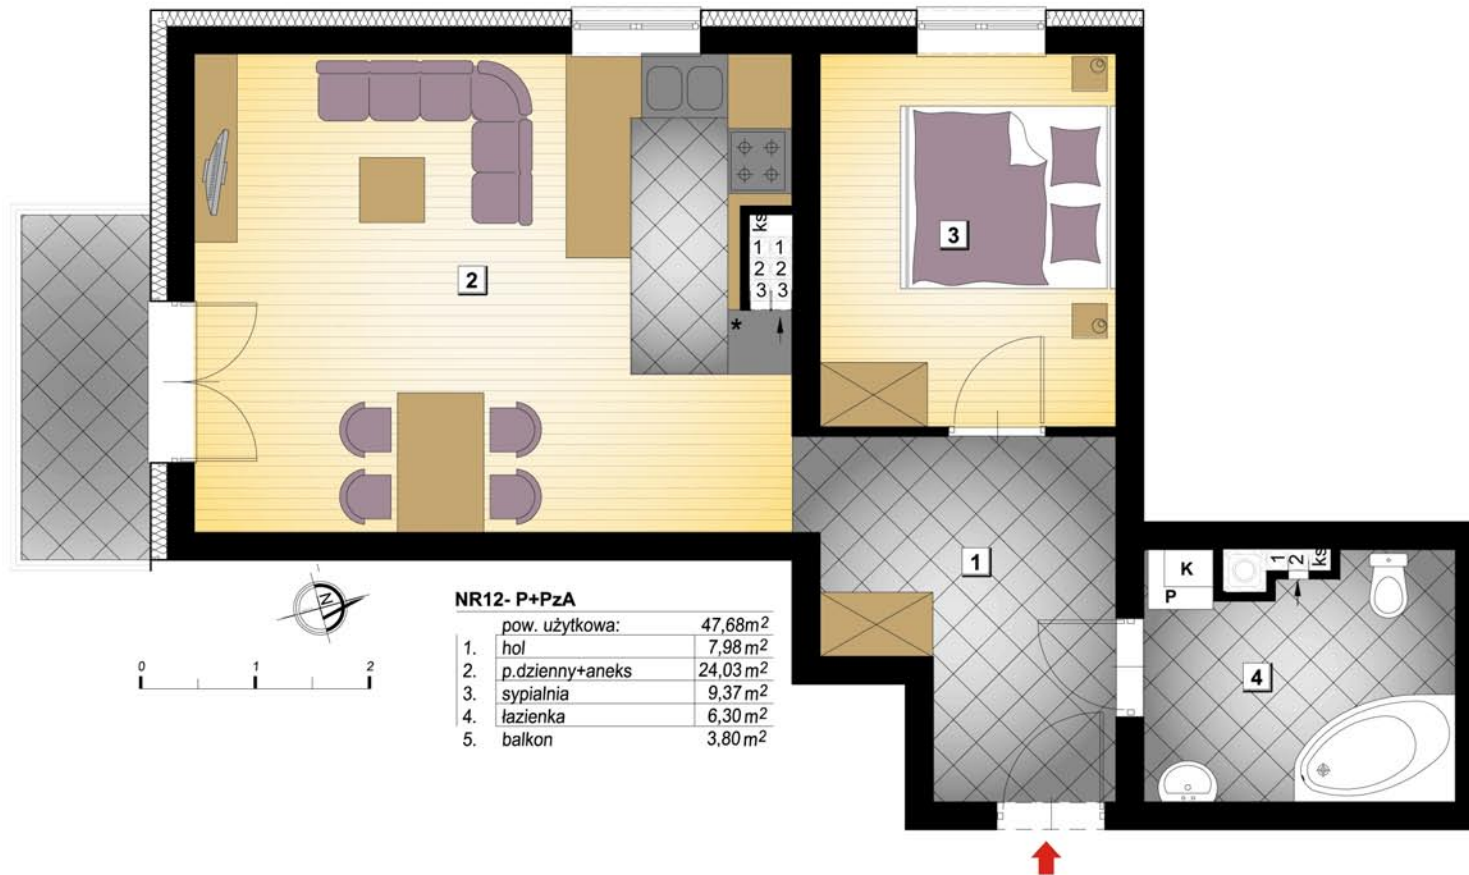 ks
1 1
2 2
3 3
*
2
3
1
K
P
1
2
ks
4
N
0 1 2
NR12- P+PzA
pow. użytkowa: 47,68m²
1. hol 7,98 m²
2. p.dzienny+aneks 24,03 m²
3. sypialnia 9,37 m²
4. łazienka 6,30 m²
5. balkon 3,80 m²